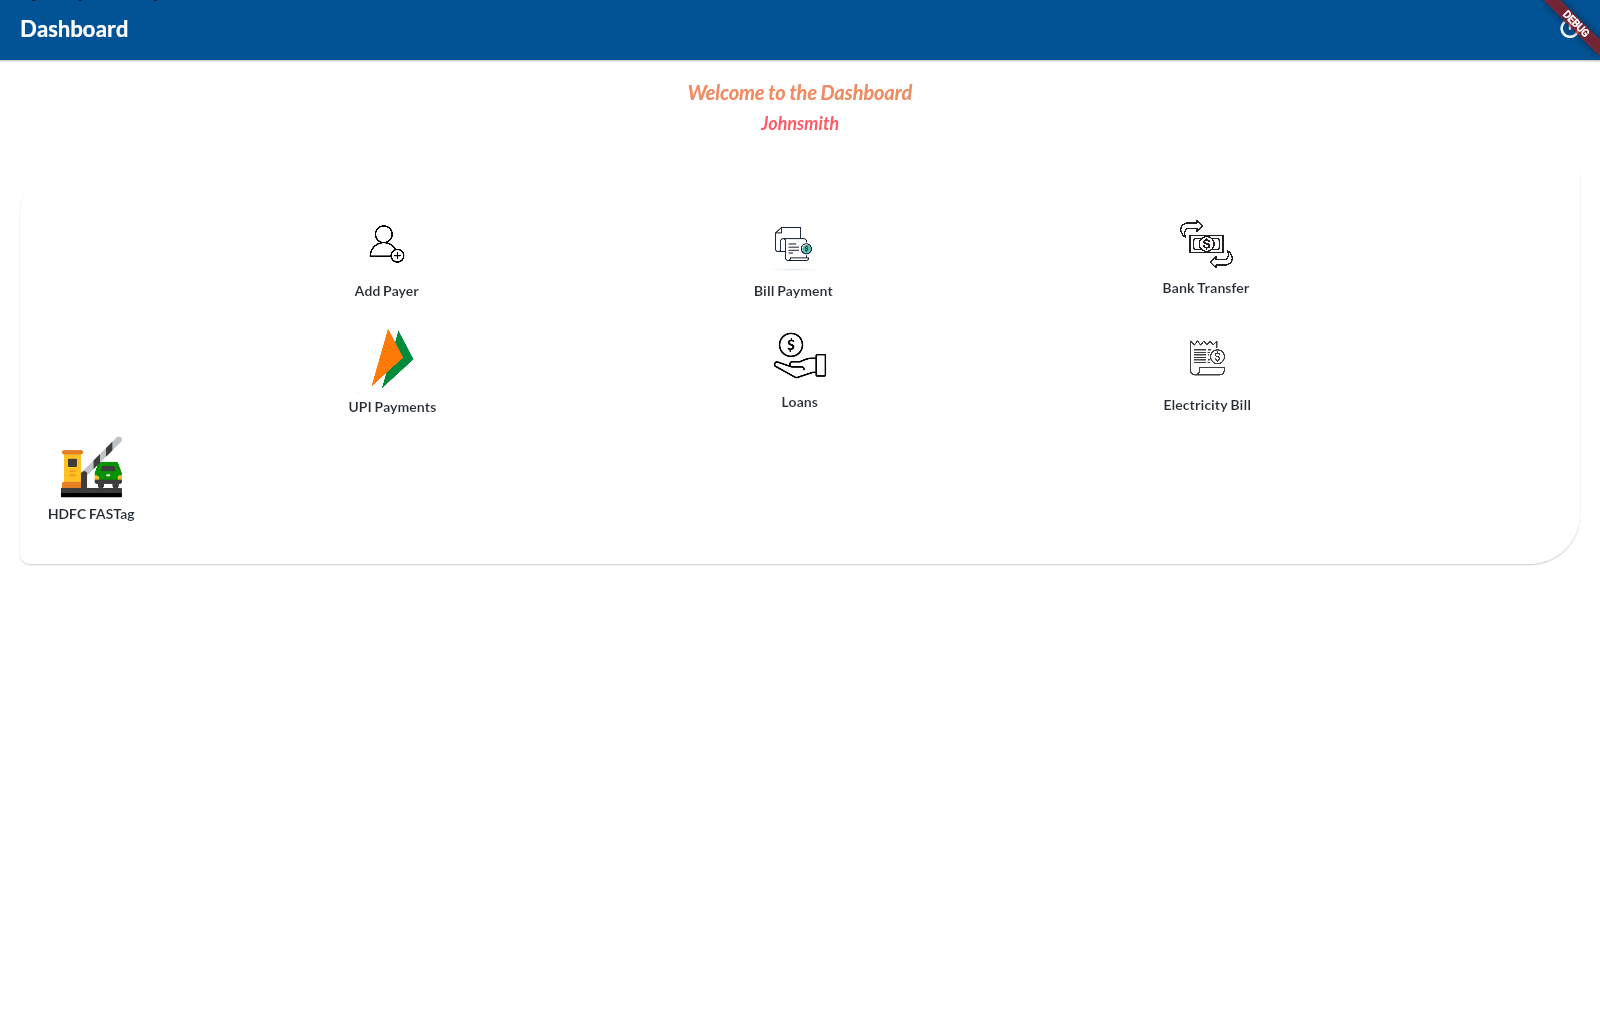 Dashboard
DEBUG
Welcome to the Dashboard
Johnsmith
Add Payer
Bill Payment
Bank Transfer
UPI Payments
Loans
Electricity Bill
HDFC FASTag